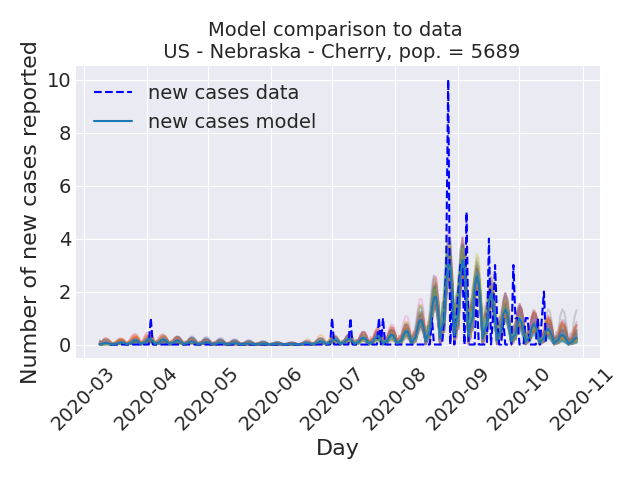 Model comparison to data
US - Nebraska - Cherry, pop. = 5689
Number of new cases reported
10
8
6
4
2
0
new cases data
new cases model
2020-03
2020-04
2020-05
2020-06
2020-07
2020-08
2020-09
2020-10
2020-11
Day